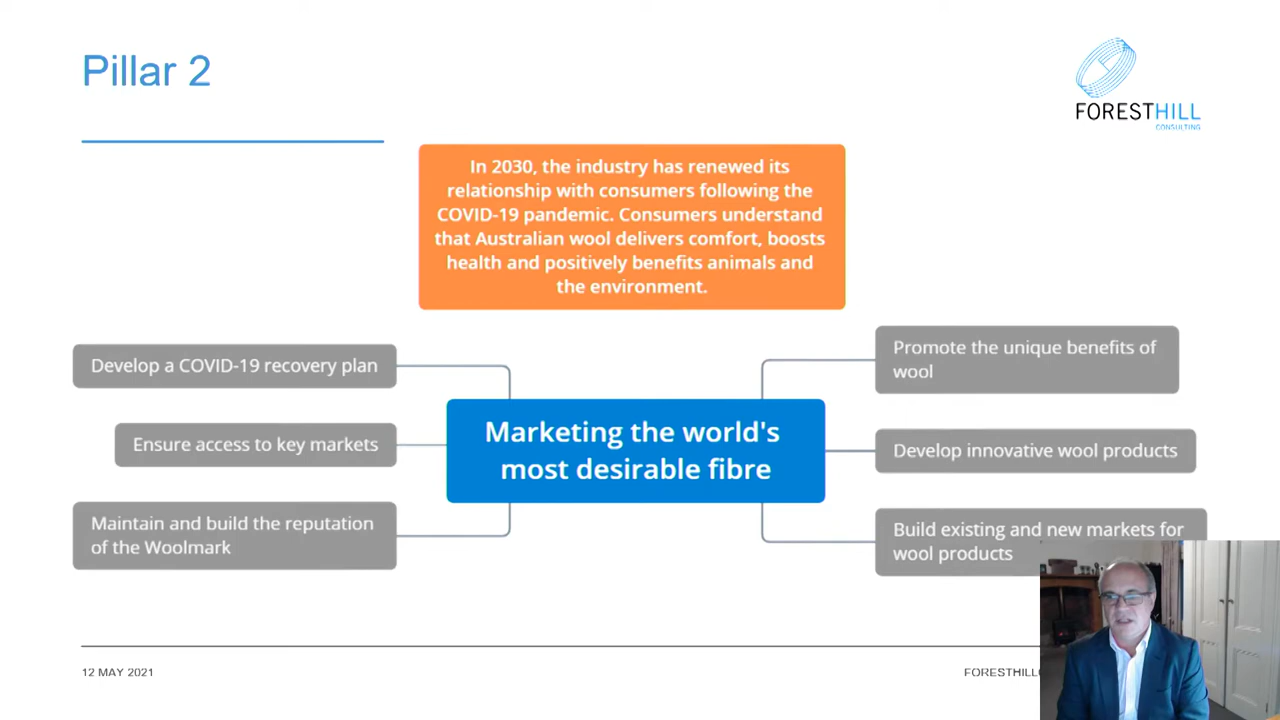 Pillar 2
FORESTHILL
CONSULTING
In 2030, the industry has renewed its
relationship with consumers following the
COVID-19 pandemic. Consumers understand
that Australian wool delivers comfort, boosts
health and positively benefits animals and
the environment.
Develop a COVID-19 recovery plan
Ensure access to key markets
Maintain and build the reputation
of the Woolmark
Marketing the world's
most desirable fibre
Promote the unique benefits of
wool
Develop innovative wool products
Build existing and new markets for
wool products
12 MAY 2021